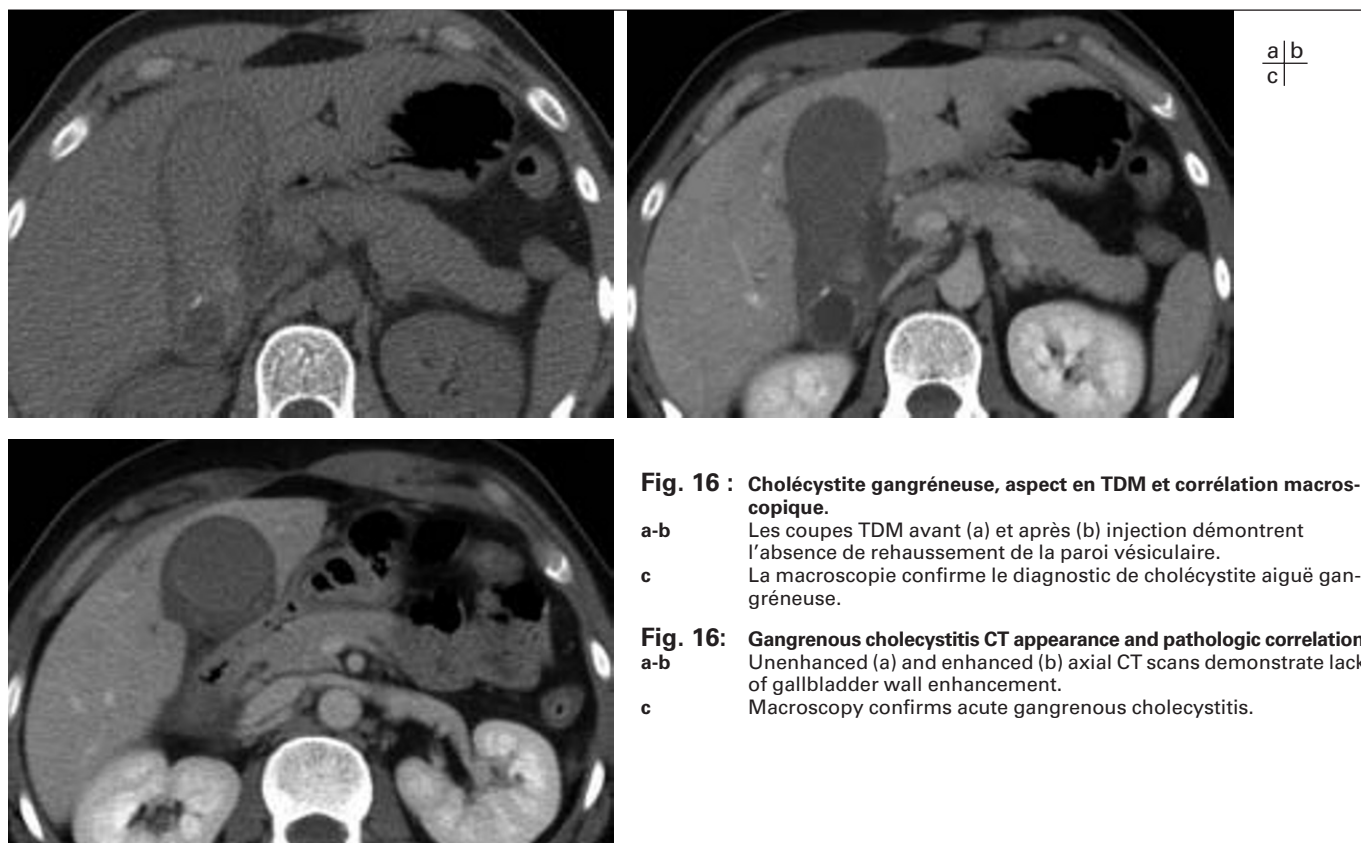 a b
c
Fig. 16 : Cholécystite gangréneuse, aspect en TDM et corrélation macros-
copique.
a-b Les coupes TDM avant (a) et après (b) injection démontrent
l’absence de rehaussement de la paroi vésiculaire.
c La macroscopie confirme le diagnostic de cholécystite aiguë gan-
gréneuse.
Fig. 16: Gangrenous cholecystitis CT appearance and pathologic correlation
a-b Unenhanced (a) and enhanced (b) axial CT scans demonstrate lack
of gallbladder wall enhancement.
c Macroscopy confirms acute gangrenous cholecystitis.